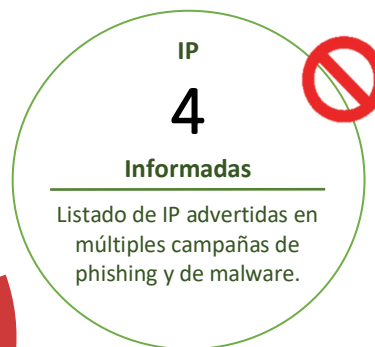 IP
4
Informadas
Listado de IP advertidas en
múltiples campañas de
phishing y de malware.